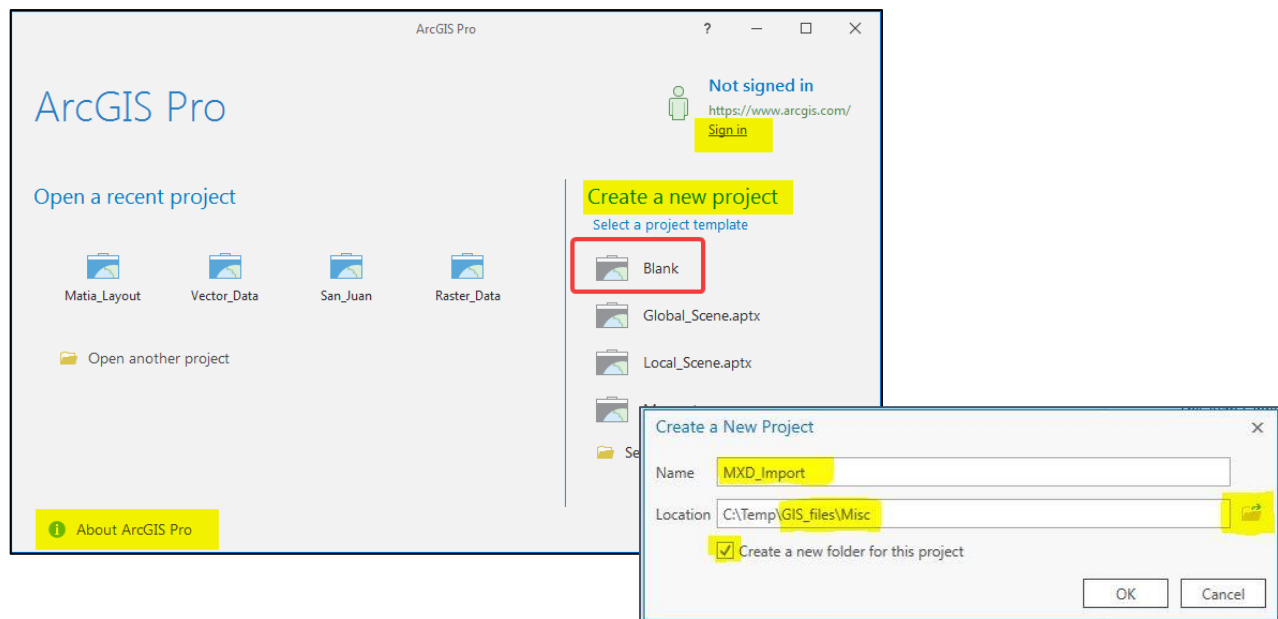 ArcGIS Pro
?
ArcGIS Pro
Not signed in
https://www.arcgis.com/
Sign in
Open a recent project
Matia_Layout
Vector_Data
San_Juan
Raster_Data
Open another project
About ArcGIS Pro
Create a new project
Select a project template
Blank
Global_Scene.aptx
Local_Scene.aptx
Create a New Project
Name
MXD_Import
Location
C:\Temp\GIS_files\Misc
Create a new folder for this project
OK
Cancel